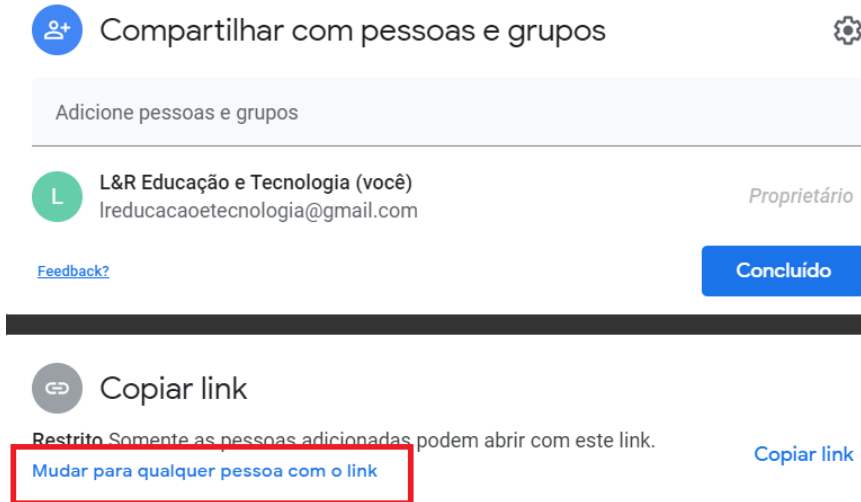 Compartilhar com pessoas e grupos
Adicione pessoas e grupos
L
L&R Educação e Tecnologia (você)
lreducacaoetecnologia@gmail.com
Proprietário
Feedback?
Concluído
Copiar link
Restrito Somente as pessoas adicionadas podem abrir com este link.
Mudar para qualquer pessoa com o link
Copiar link